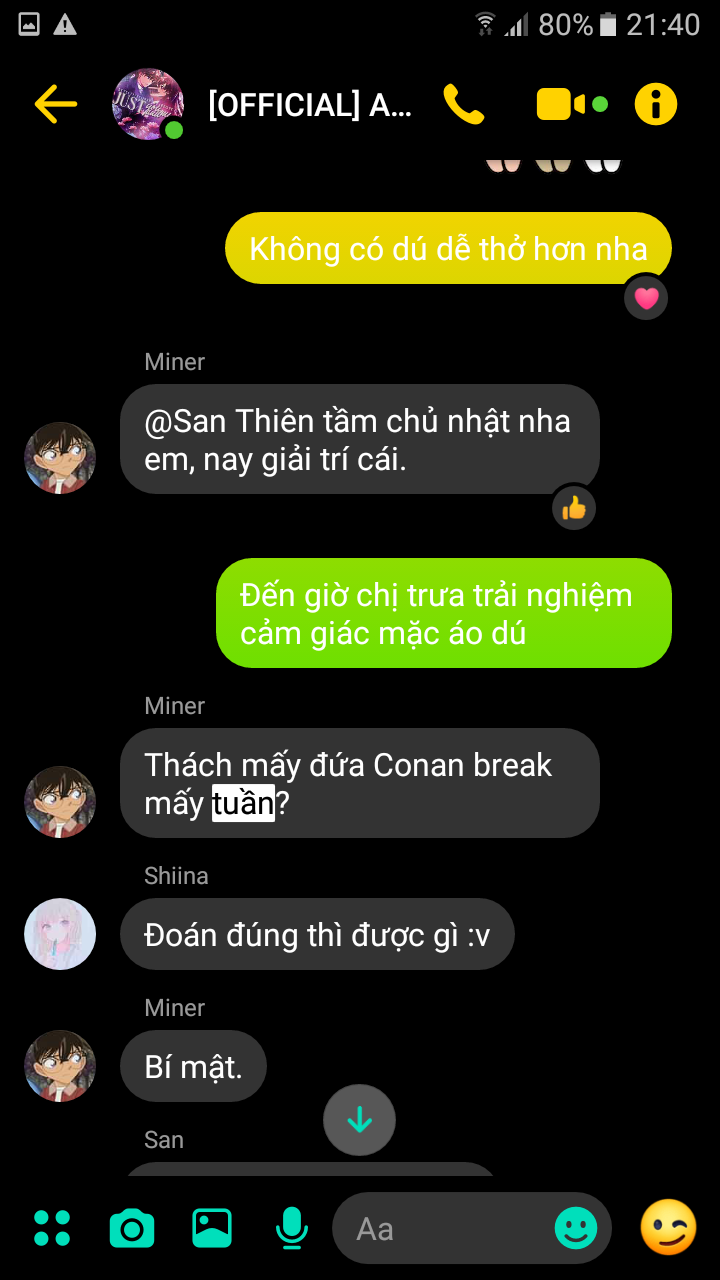 80% 21:40
JUST
[OFFICIAL] A...
Không có dú dễ thở hơn nha
Miner
@San Thiên tầm chủ nhật nha
em, nay giải trí cái.
Đến giờ chị trưa trải nghiệm
cảm giác mặc áo dú
Miner
Thách mấy đứa Conan break
mấy tuần?
Shiina
Đoán đúng thì được gì :v
Miner
Bí mật.
San
Aa